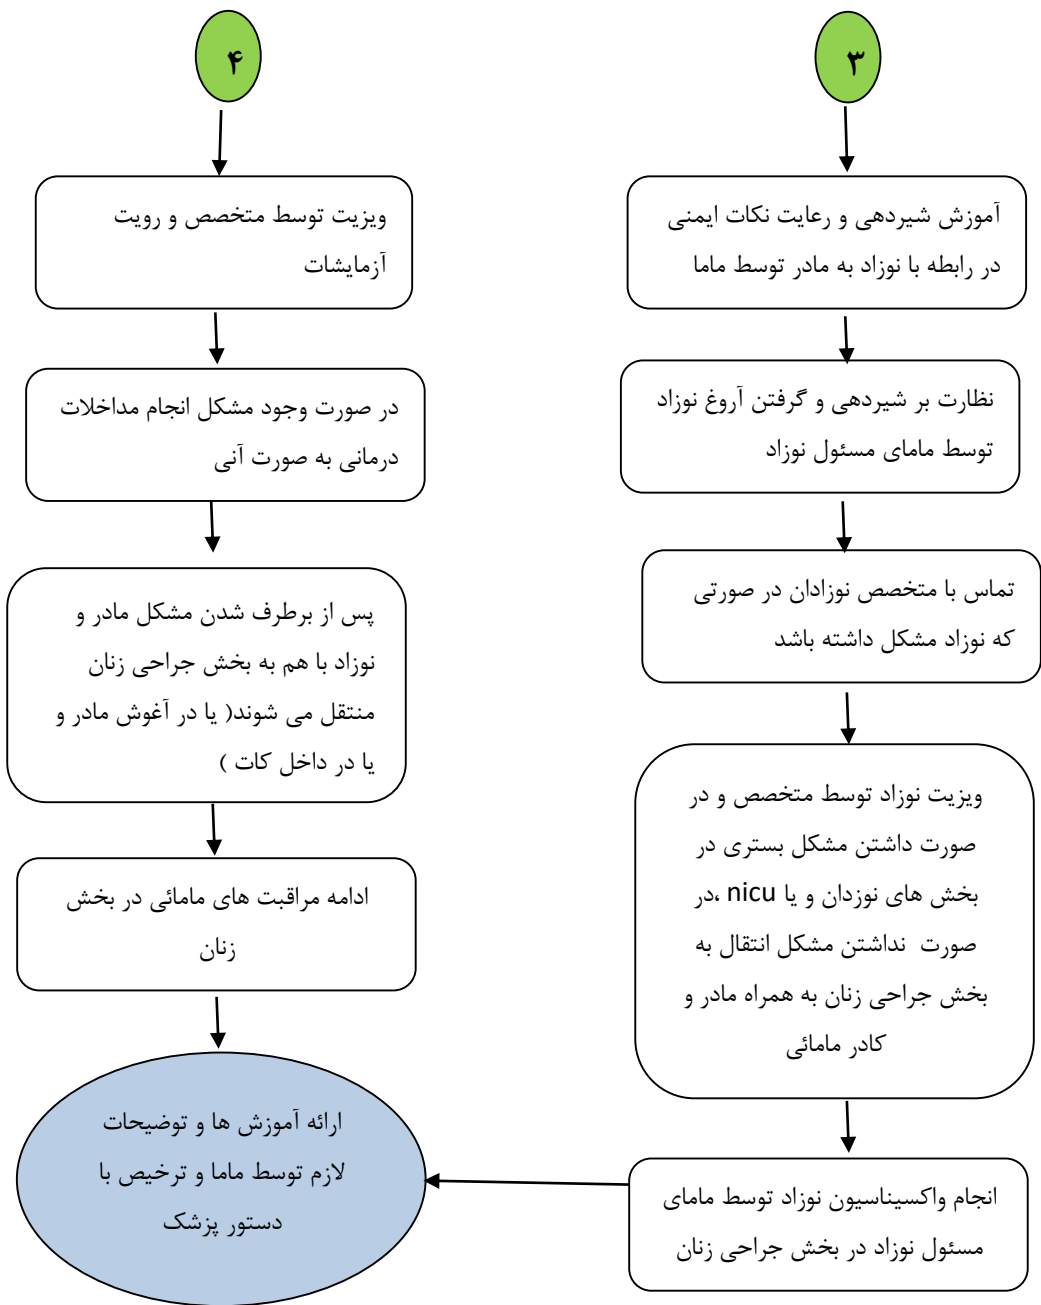 ۳
آموزش شیردهی و رعایت نکات ایمنی
در رابطه با نوزاد به مادر توسط ماما
نظارت بر شیردهی و گرفتن آروغ نوزاد
توسط مامای مسئول نوزاد
تماس با متخصص نوزادان در صورتی
که نوزاد مشکل داشته باشد
ویزیت نوزاد توسط متخصص و در
صورت داشتن مشکل بستری در
بخش های نوزدان و یا nicu ،در
صورت نداشتن مشکل انتقال به
بخش جراحی زنان به همراه مادر و
کادر مامائی
انجام واکسیناسیون نوزاد توسط مامای
مسئول نوزاد در بخش جراحی زنان
۴
ویزیت توسط متخصص و رویت
آزمایشات
در صورت وجود مشکل انجام مداخلات
درمانی به صورت آنی
پس از برطرف شدن مشکل مادر و
نوزاد با هم به بخش جراحی زنان
منتقل می شوند( یا در آغوش مادر و
یا در داخل کات )
ادامه مراقبت های مامائی در بخش
زنان
ارائه آموزش ها و توضیحات
لازم توسط ماما و ترخیص با
دستور پزشک